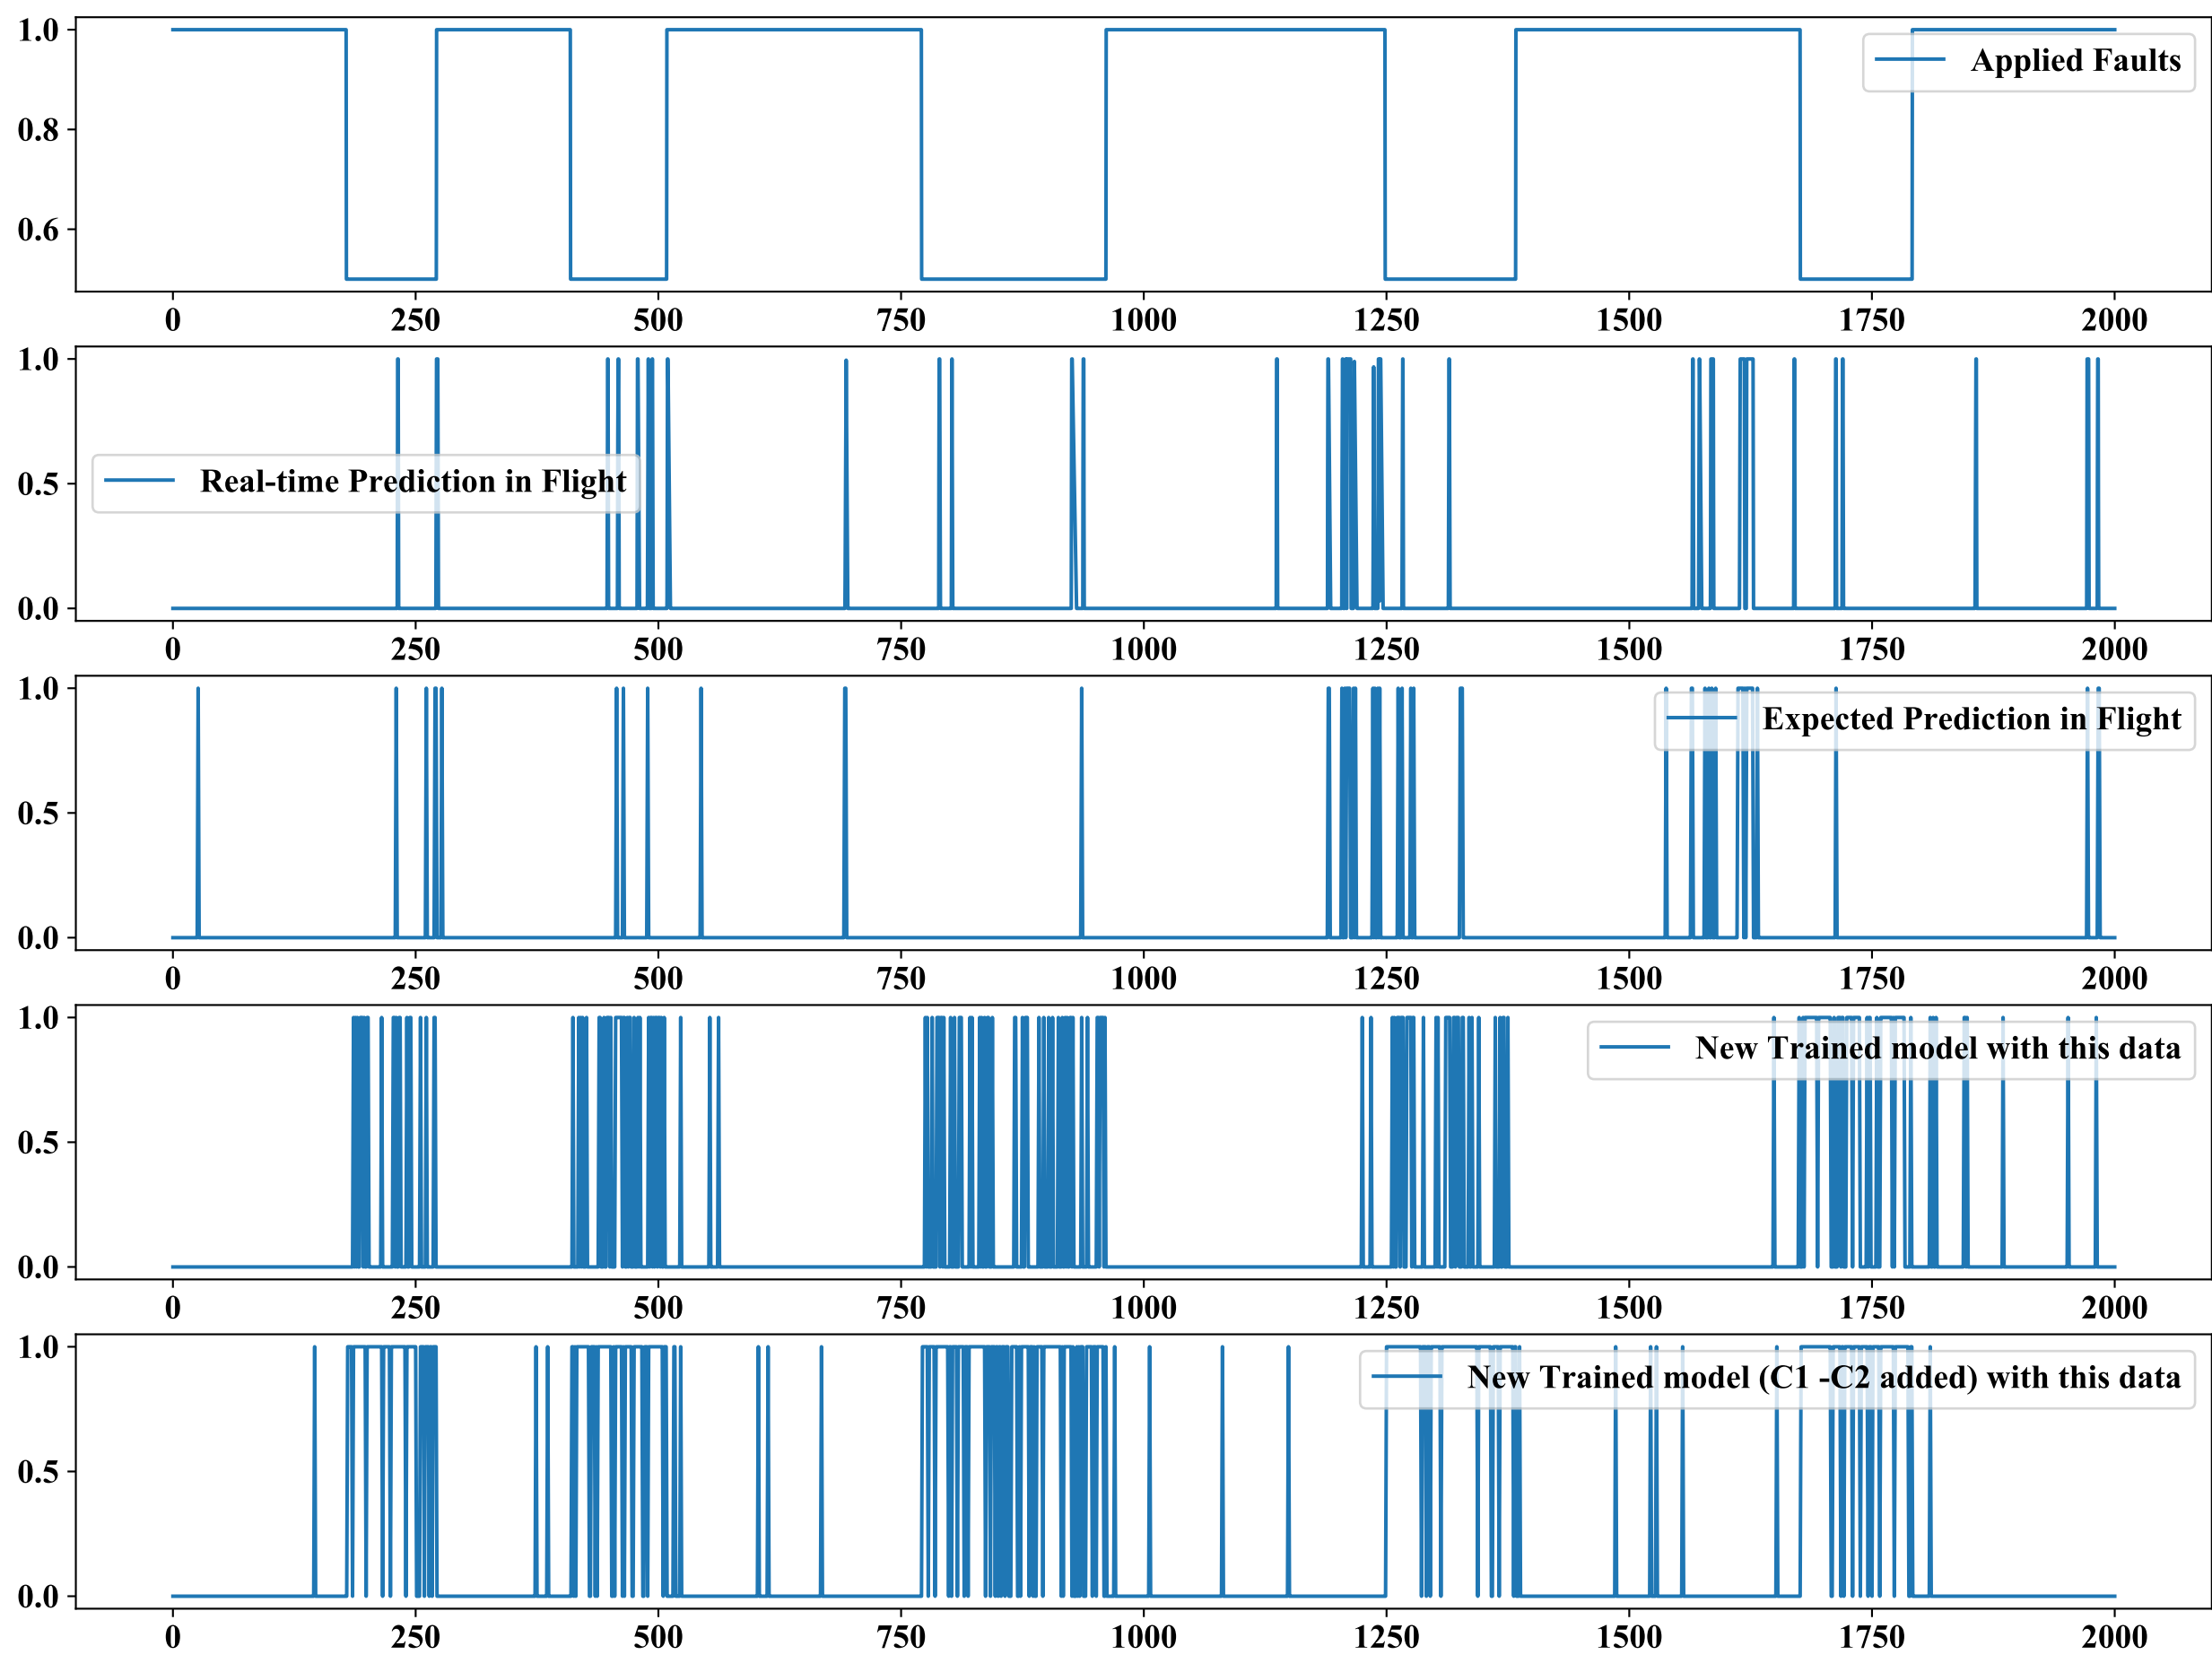 1.0
Applied Faults
0.8
0.6
0 250 500 750 1000 1250 1500 1750 2000
1.0
Real-time Prediction in Flight
0.5
0.0
0 250 500 750 1000 1250 1500 1750 2000
1.0
Expected Prediction in Flight
0.5
0.0
0 250 500 750 1000 1250 1500 1750 2000
1.0
New Trained model with this data
0.5
0.0
0 250 500 750 1000 1250 1500 1750 2000
1.0
New Trained model (C1 -C2 added) with this data
0.5
0.0
0 250 500 750 1000 1250 1500 1750 2000